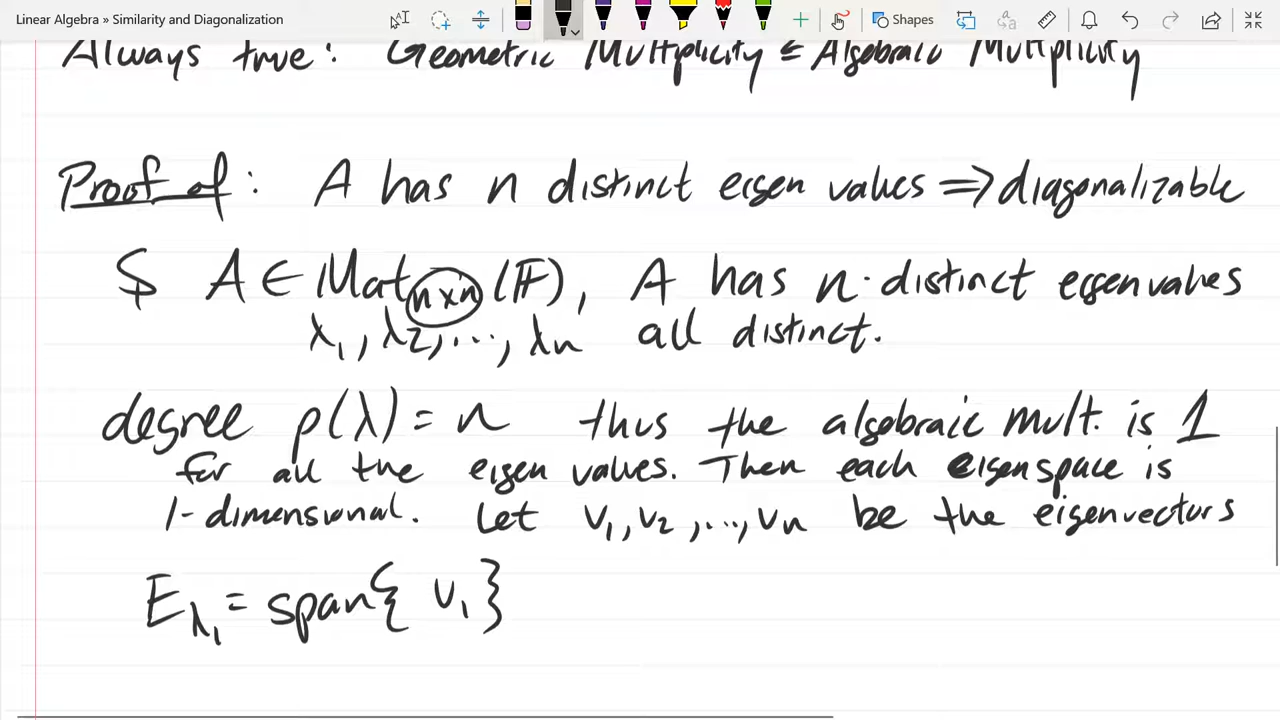 Linear Algebra » Similarity and Diagonalization
Shapes
Always true: Geometric Multiplicity ≤ Algebraic Multiplicity
Proof of: A has n distinct eigen values ⟹ diagonalizable
$ A ∈ Mat n×n (𝔽), A has n-distinct eigenvalues
λ1, λ2, ..., λn all distinct.
degree p(λ) = n thus the algebraic mult. is 1
for all the eigen values. Then each eigenspace is
1-dimensional. Let v1, v2, ..., vn be the eigenvectors
Eλ1 = span{ v1 }